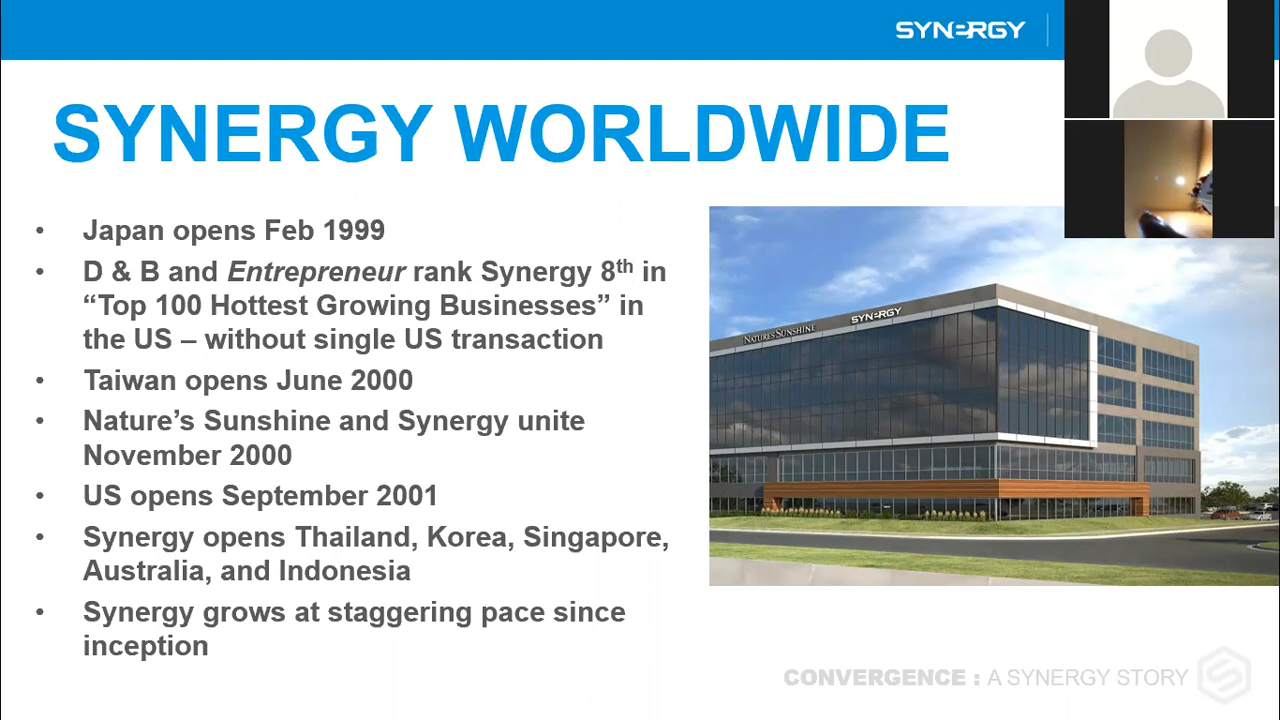 SYNERGY
SYNERGY WORLDWIDE
• Japan opens Feb 1999
• D & B and Entrepreneur rank Synergy 8th in
“Top 100 Hottest Growing Businesses” in
the US – without single US transaction
• Taiwan opens June 2000
• Nature’s Sunshine and Synergy unite
November 2000
• US opens September 2001
• Synergy opens Thailand, Korea, Singapore,
Australia, and Indonesia
• Synergy grows at staggering pace since
inception
NATURE'S SUNSHINE
SYNERGY
CONVERGENCE : A SYNERGY STORY